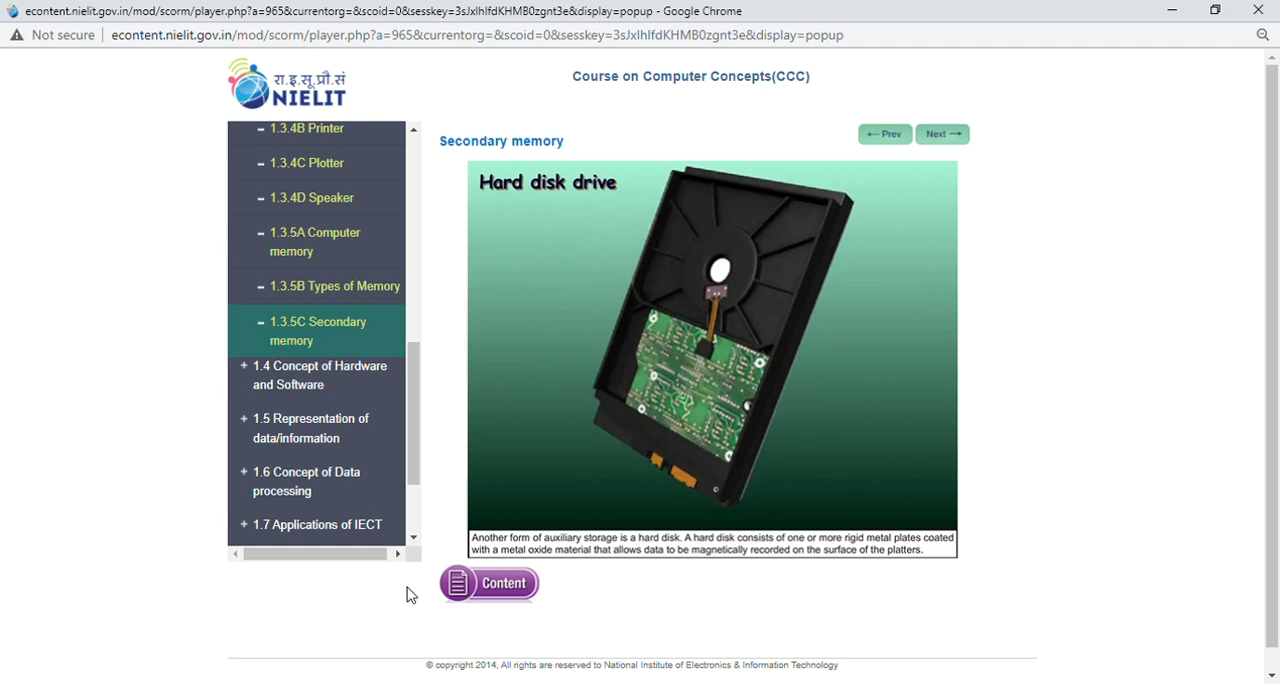 econtent.nielit.gov.in/mod/scorm/player.php?a=965&currentorg=&scoid=0&sesskey=3sJxlhIfdKHMB0zgnt3e&display=popup - Google Chrome
Not secure econtent.nielit.gov.in/mod/scorm/player.php?a=965&currentorg=&scoid=0&sesskey=3sJxlhIfdKHMB0zgnt3e&display=popup
रा.इ.सू.प्रौ.सं
NIELIT
Course on Computer Concepts(CCC)
1.3.4B Printer
1.3.4C Plotter
1.3.4D Speaker
1.3.5A Computer
memory
1.3.5B Types of Memory
1.3.5C Secondary
memory
+ 1.4 Concept of Hardware
and Software
+ 1.5 Representation of
data/information
+ 1.6 Concept of Data
processing
+ 1.7 Applications of IECT
Secondary memory
←Prev Next →
Hard disk drive
Another form of auxiliary storage is a hard disk. A hard disk consists of one or more rigid metal plates coated
with a metal oxide material that allows data to be magnetically recorded on the surface of the platters.
Content
© copyright 2014, All rights are reserved to National Institute of Electronics & Information Technology